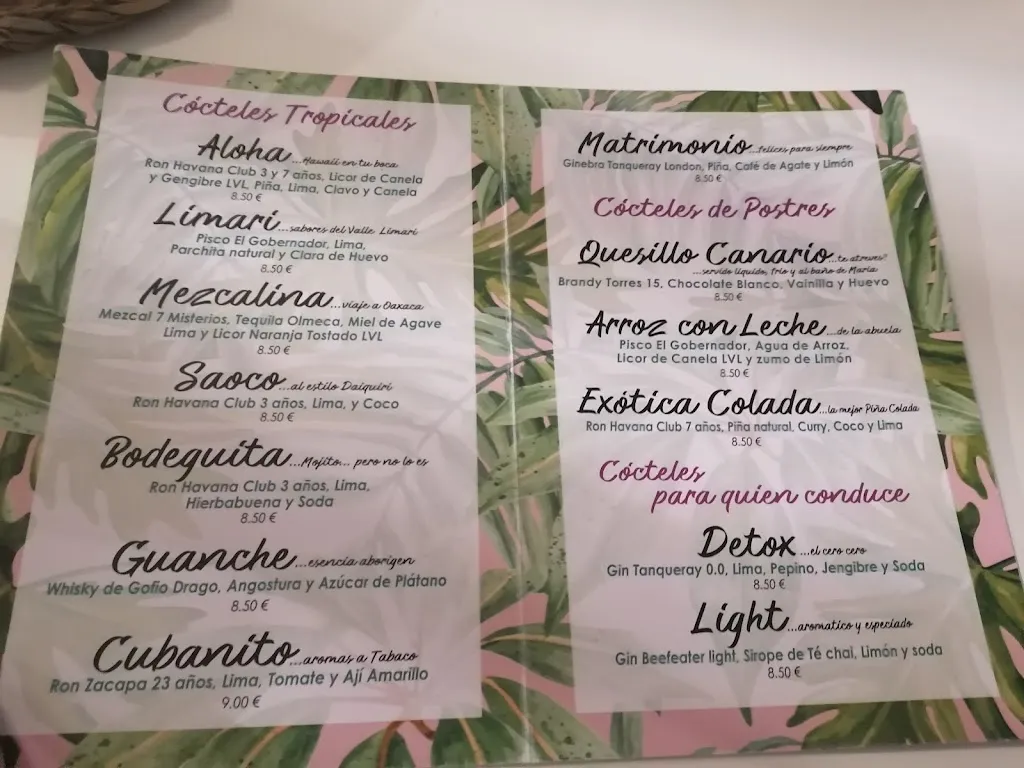 Cócteles Tropicales
Aloha...Hawaii en tu boca
Ron Havana Club 3 y 7 años, Licor de Canela
y Gengibre LVL, Piña, Lima, Clavo y Canela
8.50 €
Limarí...sabores del Valle Limarí
Pisco El Gobernador, Lima,
Parchita natural y Clara de Huevo
8.50 €
Mezcalina...viaje a Oaxaca
Mezcal 7 Misterios, Tequila Olmeca, Miel de Agave
Lima y Licor Naranja Tostado LVL
8.50 €
Saoco...al estilo Daiquiri
Ron Havana Club 3 años, Lima, y Coco
8.50 €
Bodeguita...Mojito... pero no lo es
Ron Havana Club 3 años, Lima,
Hierbabuena y Soda
8.50 €
Guanche...esencia aborigen
Whisky de Gofio Drago, Angostura y Azúcar de Plátano
8.50 €
Cubanito...aromas a Tabaco
Ron Zacapa 23 años, Lima, Tomate y Ají Amarillo
9.00 €
Matrimonio...felices para siempre
Ginebra Tanqueray London, Piña, Café de Agate y Limón
8.50 €
Cócteles de Postres
Quesillo Canario...te atreves?
...servido líquido, frío y al baño de María
Brandy Torres 15, Chocolate Blanco, Vainilla y Huevo
8.50 €
Arroz con Leche...de la abuela
Pisco El Gobernador, Agua de Arroz,
Licor de Canela LVL y zumo de Limón
8.50 €
Exótica Colada...la mejor Piña Colada
Ron Havana Club 7 años, Piña natural, Curry, Coco y Lima
8.50 €
Cócteles
para quien conduce
Detox...el cero cero
Gin Tanqueray 0.0, Lima, Pepino, Jengibre y Soda
8.50 €
Light...aromatico y especiado
Gin Beefeater light, Sirope de Té chai, Limón y soda
8.50 €